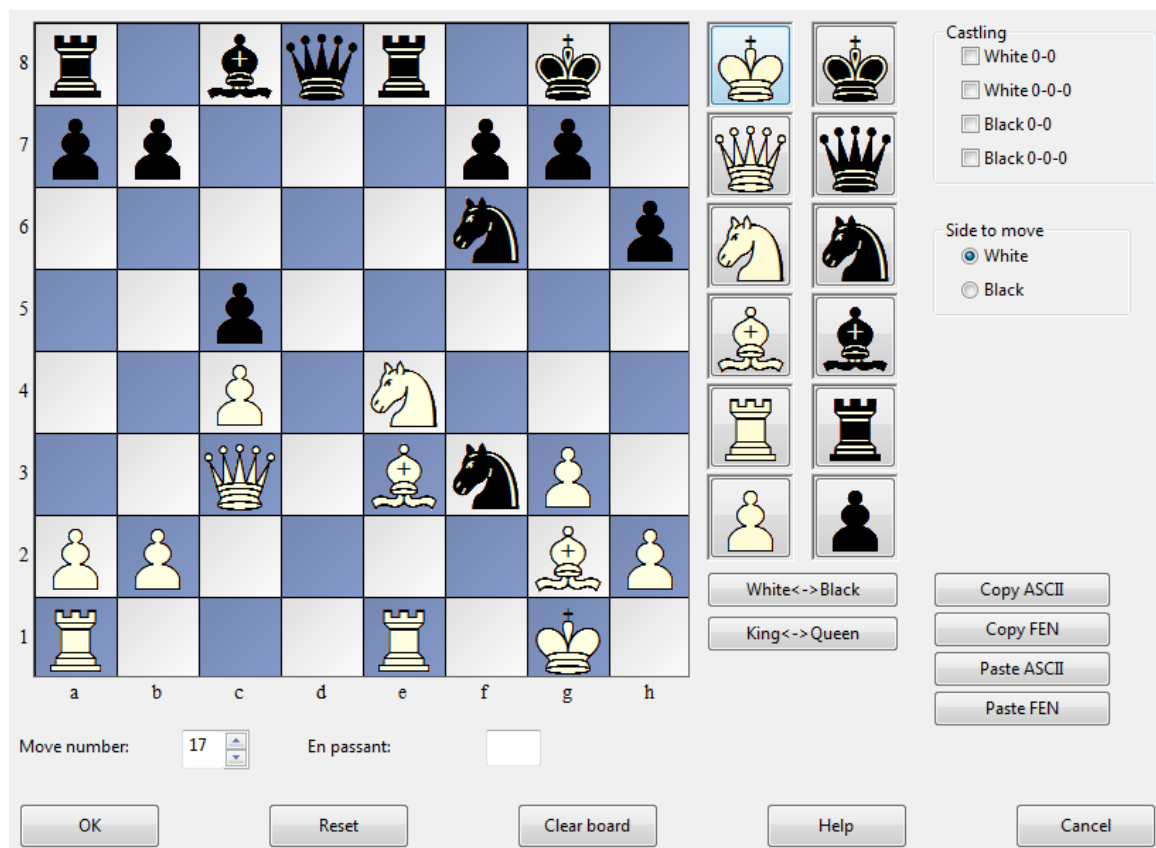 8
7
6
5
4
3
2
1
a b c d e f g h
Castling
White 0-0
White 0-0-0
Black 0-0
Black 0-0-0
Side to move
White
Black
White<->Black
King<->Queen
Copy ASCII
Copy FEN
Paste ASCII
Paste FEN
Move number: 17 En passant:
OK Reset Clear board Help Cancel